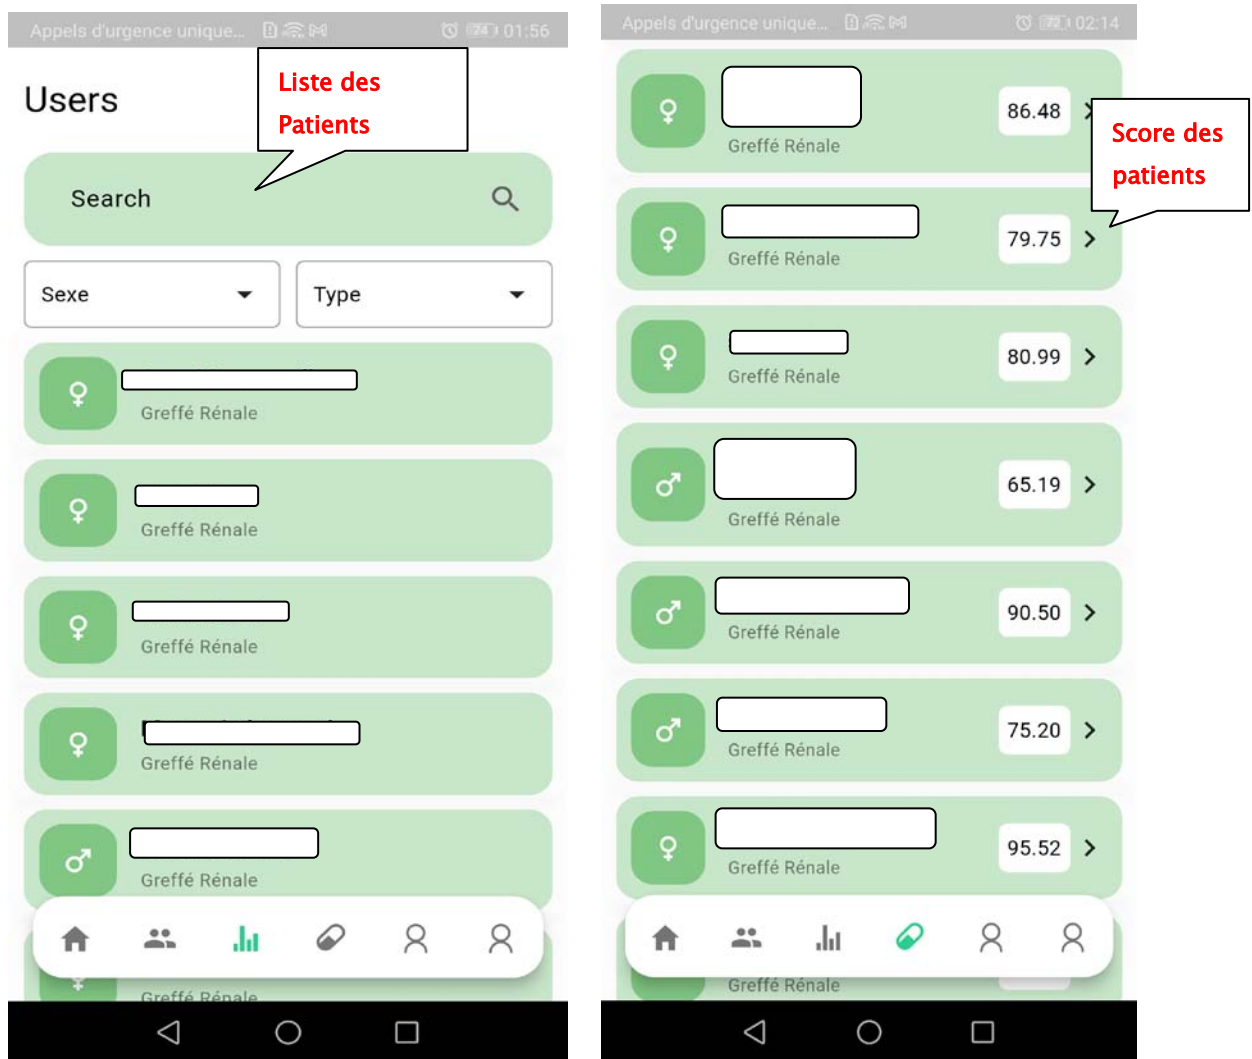 Appels d'urgence unique... 24 01:56
Users
Liste des
Patients
Search
Sexe
Type
Greffé Rénale
Greffé Rénale
Greffé Rénale
Greffé Rénale
Greffé Rénale
Greffé Rénale
Appels d'urgence unique... 72 02:14
86.48
Greffé Rénale
Score des
patients
79.75
Greffé Rénale
80.99
Greffé Rénale
65.19
Greffé Rénale
90.50
Greffé Rénale
75.20
Greffé Rénale
95.52
Greffé Rénale
Greffé Rénale